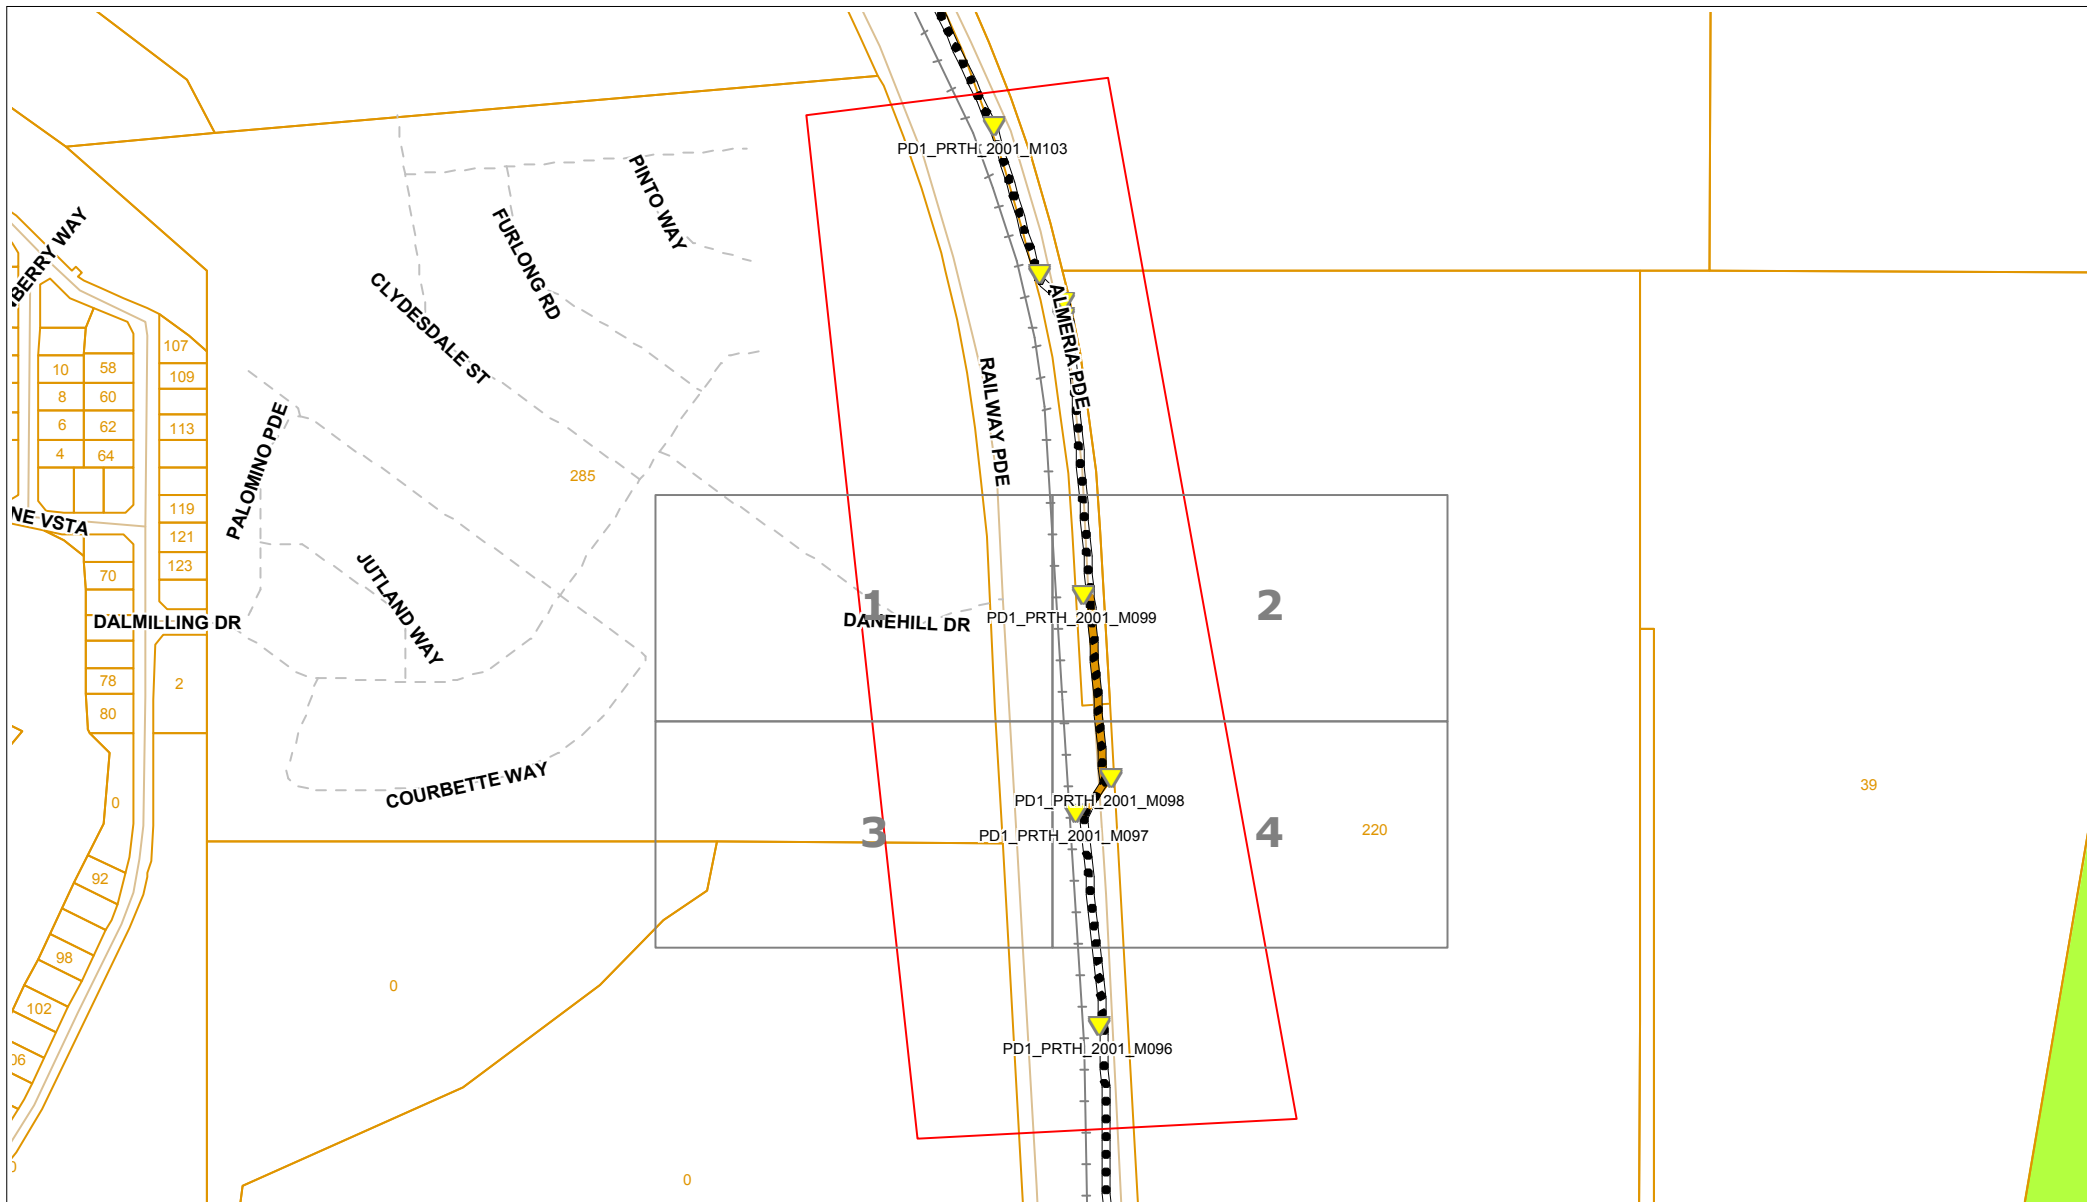 PD1_PRTH_2001_M103
PINTO WAY
FURLONG RD
BERRY WAY
CLYDESDALE ST
ALMERIA PDE
107
10
58
109
8
60
RAILWAY PDE
6
62
113
PALOMINO PDE
4
64
285
119
NE VSTA
121
123
70
JUTLAND WAY
1
2
DALMILLING DR
DANEHILL DR
PD1_PRTH_2001_M099
78
2
80
COURBETTE WAY
39
0
PD1_PRTH_2001_M098
3
PD1_PRTH_2001_M097
4
220
92
98
0
102
PD1_PRTH_2001_M096
0